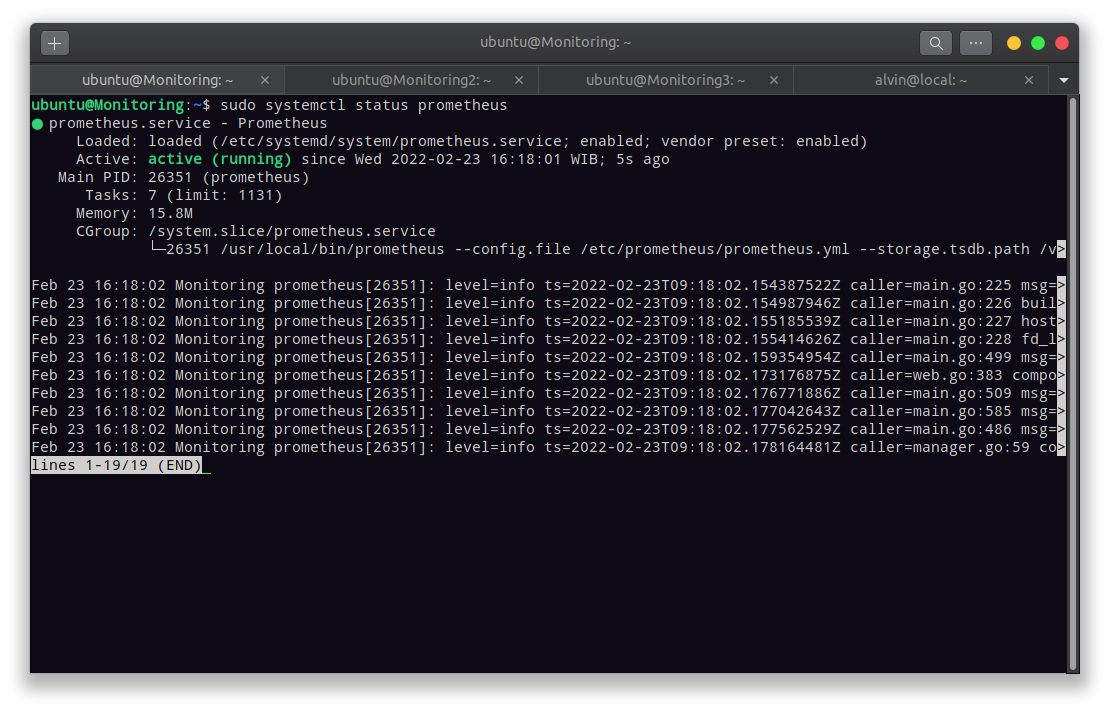 ubuntu@Monitoring: ~
ubuntu@Monitoring: ~
ubuntu@Monitoring2: ~
ubuntu@Monitoring3: ~
alvin@local: ~
ubuntu@Monitoring:~$ sudo systemctl status prometheus
● prometheus.service - Prometheus
Loaded: loaded (/etc/systemd/system/prometheus.service; enabled; vendor preset: enabled)
Active: active (running) since Wed 2022-02-23 16:18:01 WIB; 5s ago
Main PID: 26351 (prometheus)
Tasks: 7 (limit: 1131)
Memory: 15.8M
CGroup: /system.slice/prometheus.service
└─26351 /usr/local/bin/prometheus --config.file /etc/prometheus/prometheus.yml --storage.tsdb.path /v>
Feb 23 16:18:02 Monitoring prometheus[26351]: level=info ts=2022-02-23T09:18:02.154387522Z caller=main.go:225 msg=>
Feb 23 16:18:02 Monitoring prometheus[26351]: level=info ts=2022-02-23T09:18:02.154987946Z caller=main.go:226 buil>
Feb 23 16:18:02 Monitoring prometheus[26351]: level=info ts=2022-02-23T09:18:02.155185539Z caller=main.go:227 host>
Feb 23 16:18:02 Monitoring prometheus[26351]: level=info ts=2022-02-23T09:18:02.155414626Z caller=main.go:228 fd_l>
Feb 23 16:18:02 Monitoring prometheus[26351]: level=info ts=2022-02-23T09:18:02.159354954Z caller=main.go:499 msg=>
Feb 23 16:18:02 Monitoring prometheus[26351]: level=info ts=2022-02-23T09:18:02.173176875Z caller=web.go:383 compo>
Feb 23 16:18:02 Monitoring prometheus[26351]: level=info ts=2022-02-23T09:18:02.176771886Z caller=main.go:509 msg=>
Feb 23 16:18:02 Monitoring prometheus[26351]: level=info ts=2022-02-23T09:18:02.177042643Z caller=main.go:585 msg=>
Feb 23 16:18:02 Monitoring prometheus[26351]: level=info ts=2022-02-23T09:18:02.177562529Z caller=main.go:486 msg=>
Feb 23 16:18:02 Monitoring prometheus[26351]: level=info ts=2022-02-23T09:18:02.178164481Z caller=manager.go:59 co>
lines 1-19/19 (END)